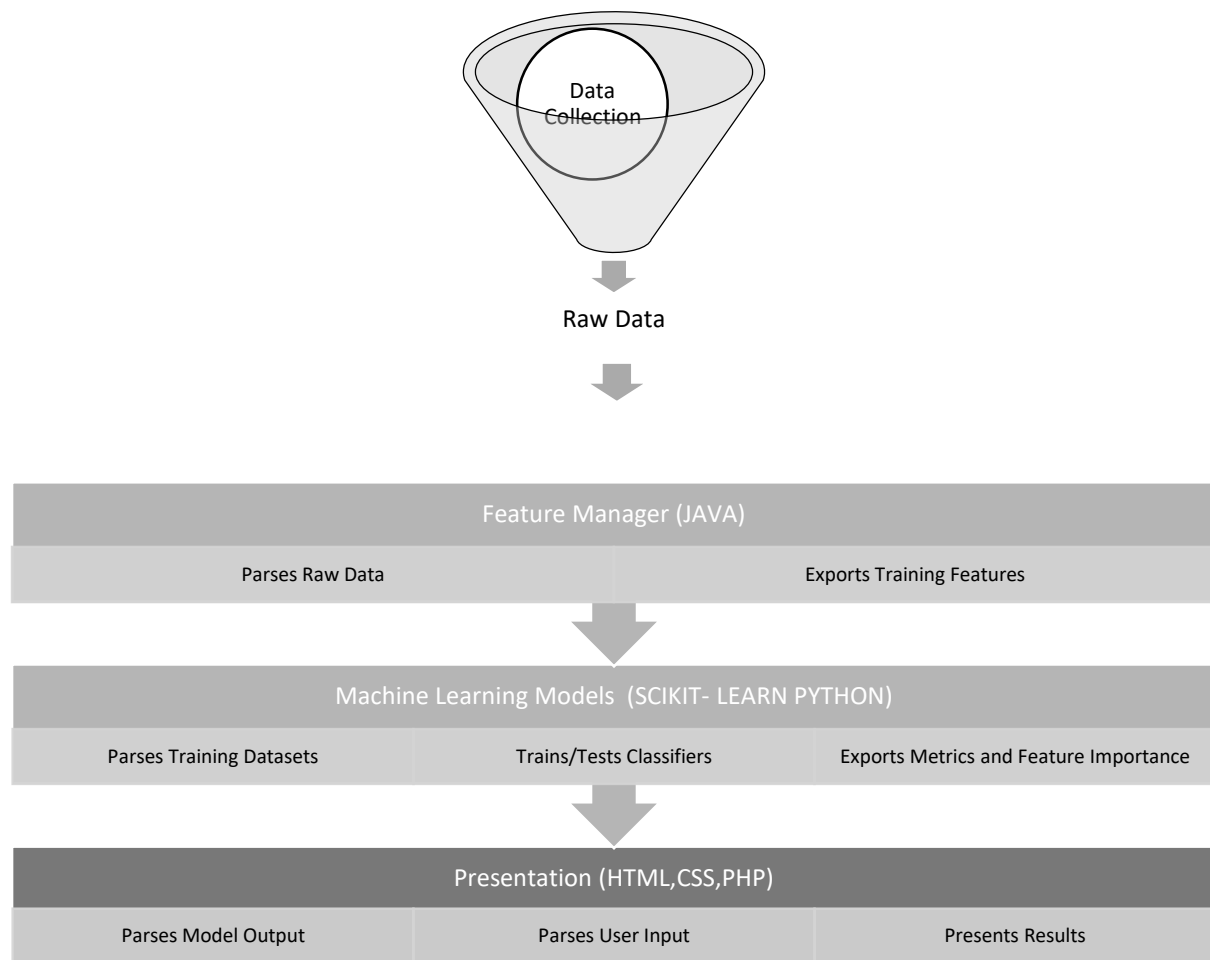 Data
Collection
Raw Data
Feature Manager (JAVA)
Parses Raw Data
Exports Training Features
Machine Learning Models  (SCIKIT- LEARN PYTHON)
Parses Training Datasets
Trains/Tests Classifiers
Exports Metrics and Feature Importance
Presentation (HTML,CSS,PHP)
Parses Model Output
Parses User Input
Presents Results